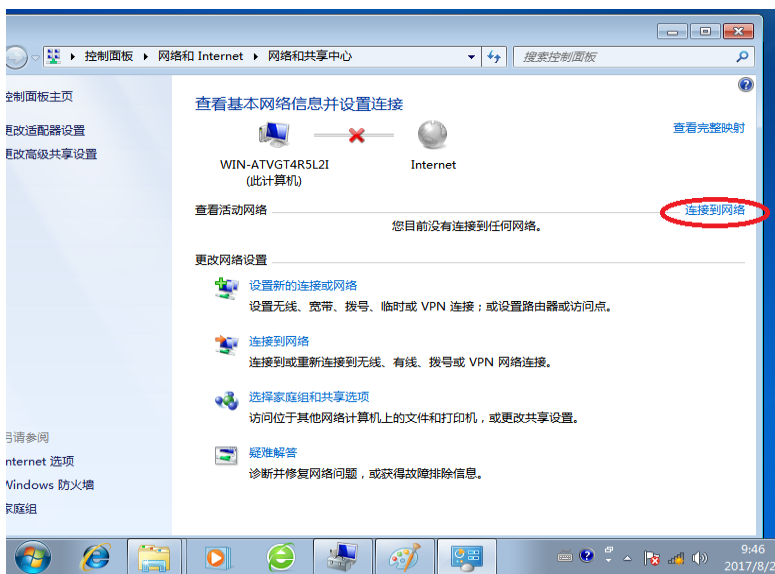 控制面板 ▸ 网络和 Internet ▸ 网络和共享中心
搜索控制面板
控制面板主页
更改适配器设置
更改高级共享设置
查看基本网络信息并设置连接
查看完整映射
WIN-ATVGT4R5L2I
(此计算机)
Internet
查看活动网络
连接到网络
您目前没有连接到任何网络。
更改网络设置
设置新的连接或网络
设置无线、宽带、拨号、临时或 VPN 连接；或设置路由器或访问点。
连接到网络
连接到或重新连接到无线、有线、拨号或 VPN 网络连接。
选择家庭组和共享选项
访问位于其他网络计算机上的文件和打印机，或更改共享设置。
疑难解答
诊断并修复网络问题，或获得故障排除信息。
另请参阅
nternet 选项
Windows 防火墙
家庭组
9:46
2017/8/2